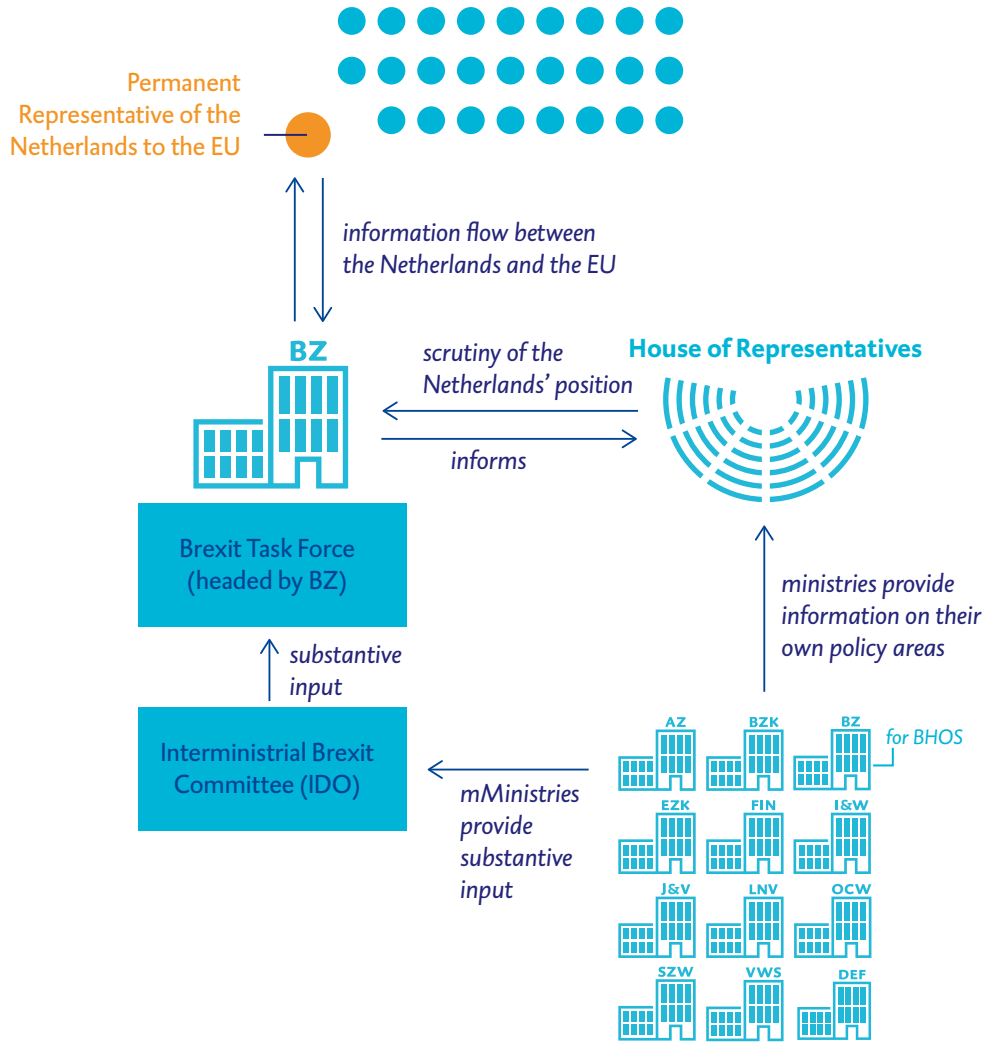 Permanent
Representative of the
Netherlands to the EU
information flow between
the Netherlands and the EU
BZ
scrutiny of the
Netherlands’ position
informs
House of Representatives
Brexit Task Force
(headed by BZ)
substantive
input
Interministrial Brexit
Committee (IDO)
mMinistries
provide
substantive
input
ministries provide
information on their
own policy areas
AZ BZK BZ
for BHOS
EZK FIN I&W
J&V LNV OCW
SZW VWS DEF